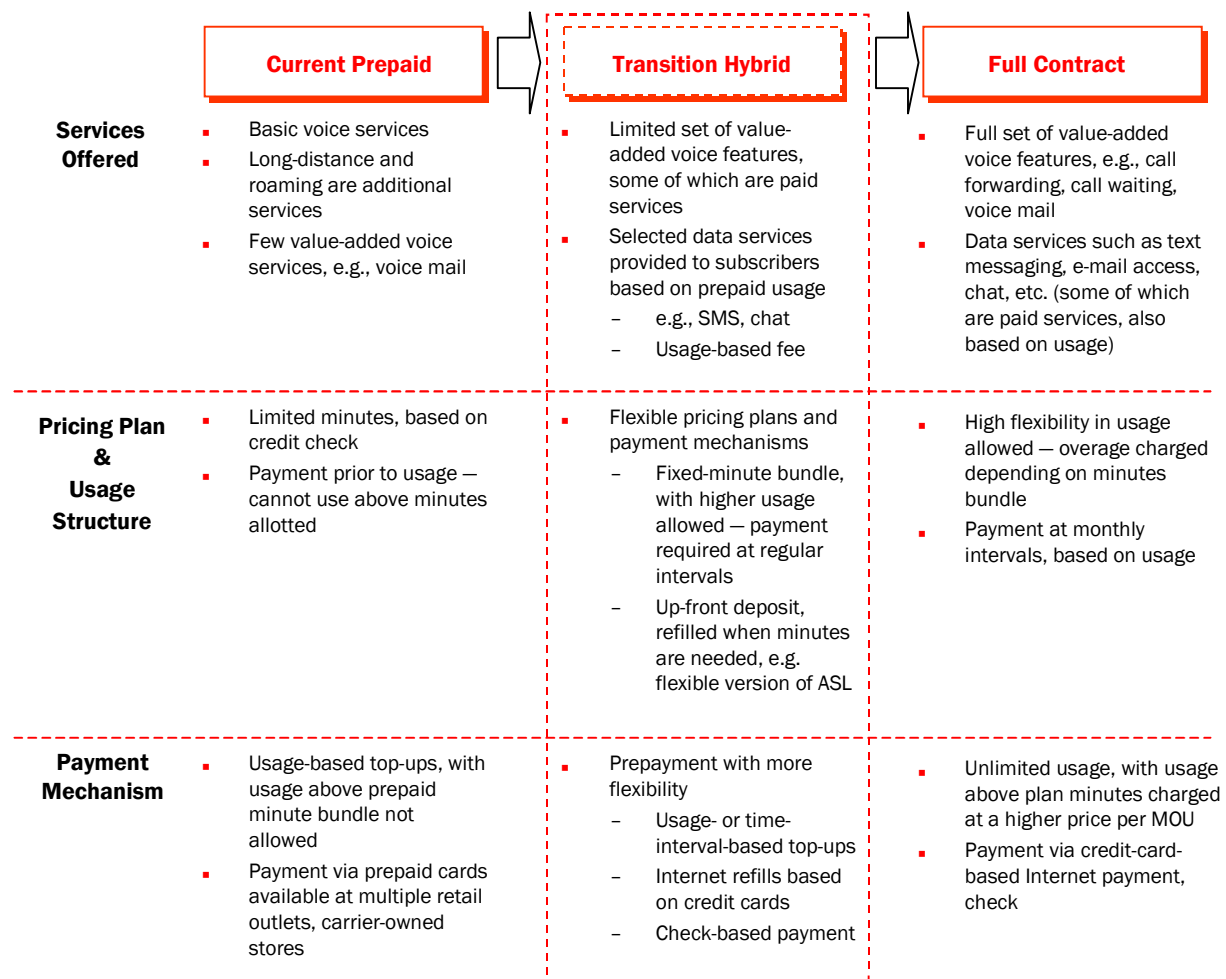 Current Prepaid
Transition Hybrid
Full Contract
Services
Offered
▪ Basic voice services
▪ Long-distance and
roaming are additional
services
▪ Few value-added voice
services, e.g., voice mail
▪ Limited set of value-
added voice features,
some of which are paid
services
▪ Selected data services
provided to subscribers
based on prepaid usage
– e.g., SMS, chat
– Usage-based fee
▪ Full set of value-added
voice features, e.g., call
forwarding, call waiting,
voice mail
▪ Data services such as text
messaging, e-mail access,
chat, etc. (some of which
are paid services, also
based on usage)
Pricing Plan
&
Usage
Structure
▪ Limited minutes, based on
credit check
▪ Payment prior to usage —
cannot use above minutes
allotted
▪ Flexible pricing plans and
payment mechanisms
– Fixed-minute bundle,
with higher usage
allowed — payment
required at regular
intervals
– Up-front deposit,
refilled when minutes
are needed, e.g.
flexible version of ASL
▪ High flexibility in usage
allowed — overage charged
depending on minutes
bundle
▪ Payment at monthly
intervals, based on usage
Payment
Mechanism
▪ Usage-based top-ups, with
usage above prepaid
minute bundle not
allowed
▪ Payment via prepaid cards
available at multiple retail
outlets, carrier-owned
stores
▪ Prepayment with more
flexibility
– Usage- or time-
interval-based top-ups
– Internet refills based
on credit cards
– Check-based payment
▪ Unlimited usage, with usage
above plan minutes charged
at a higher price per MOU
▪ Payment via credit-card-
based Internet payment,
check